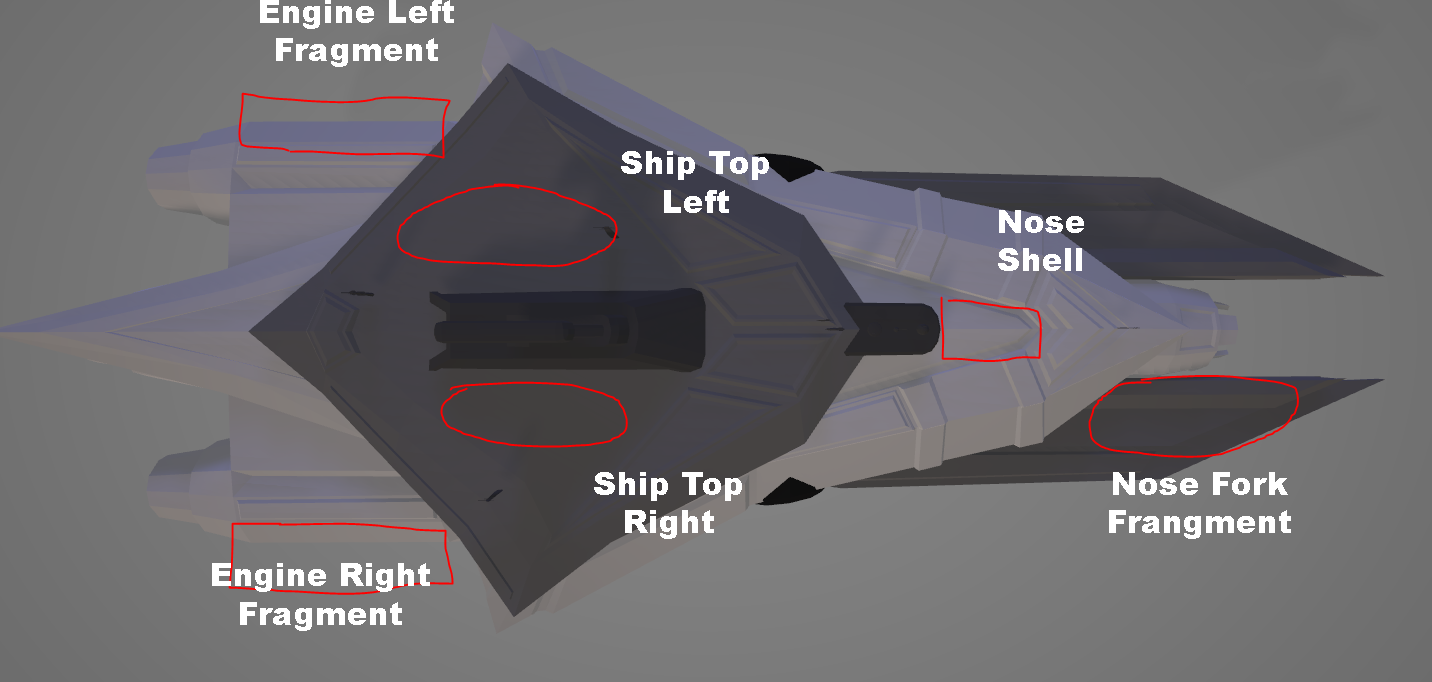 Engine Left
Fragment
Ship Top
Left
Nose
Shell
Ship Top
Right
Nose Fork
Frangment
Engine Right
Fragment